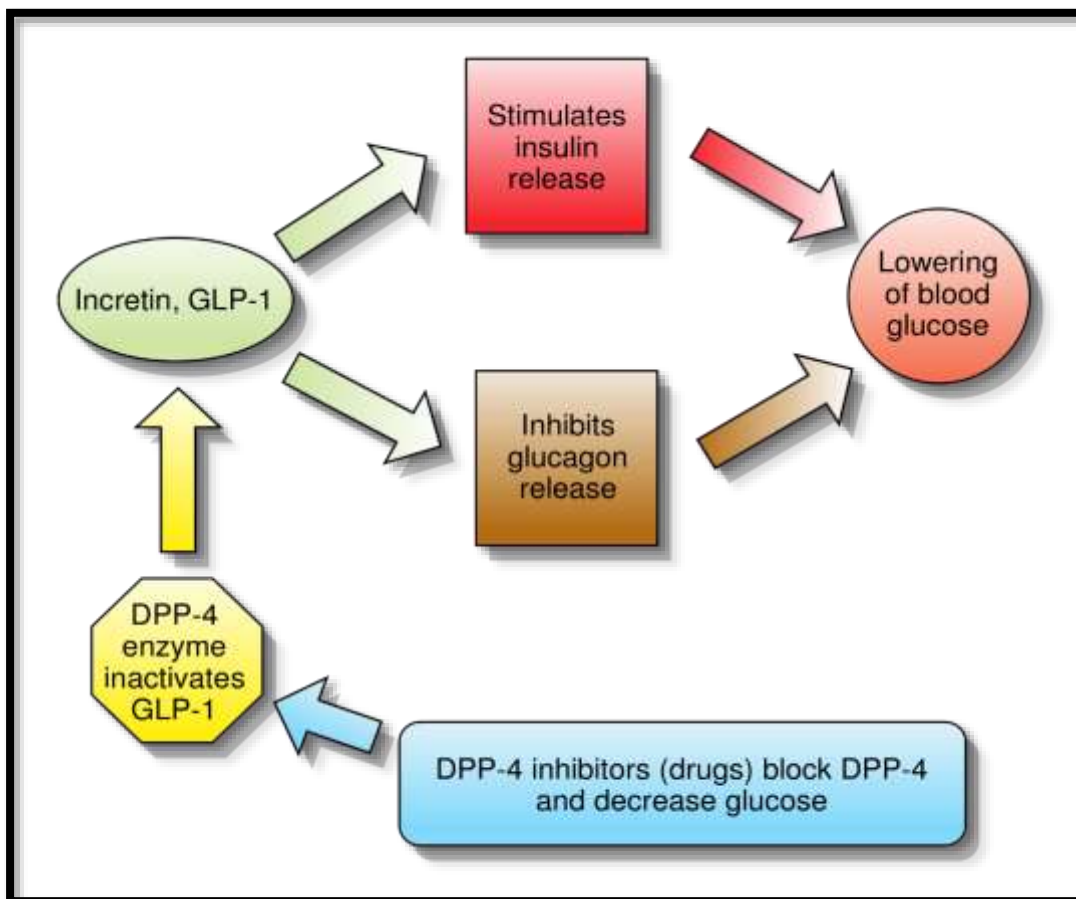 Stimulates
insulin
release
Incretin, GLP-1
Lowering
of blood
glucose
Inhibits
glucagon
release
DPP-4
enzyme
inactivates
GLP-1
DPP-4 inhibitors (drugs) block DPP-4
and decrease glucose